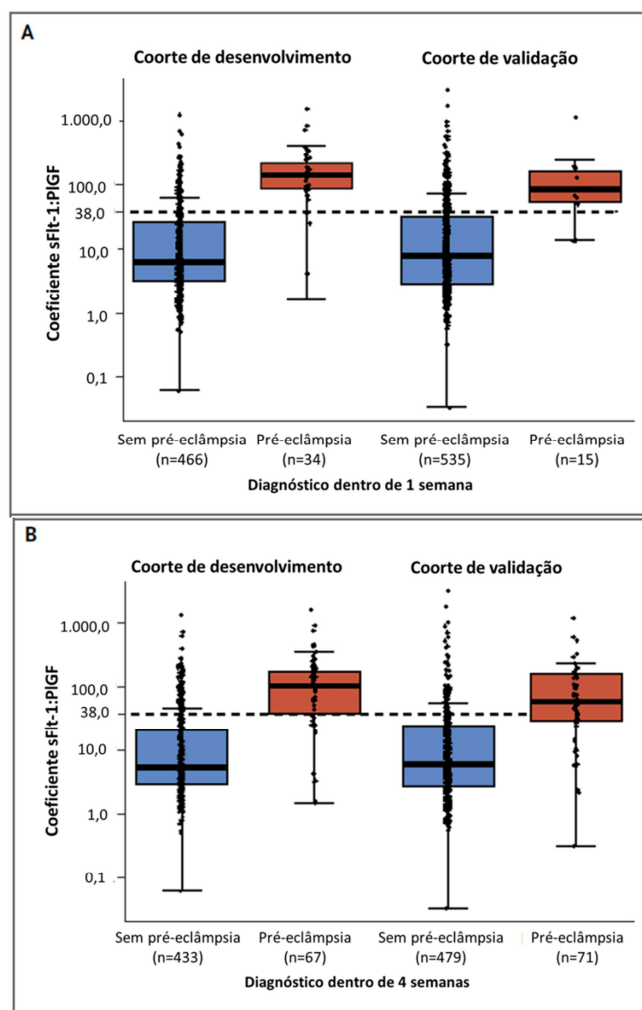 A
Coorte de desenvolvimento
Coorte de validação
Coeficiente sFlt-1:PlGF
1.000,0
100,0
38,0
10,0
1,0
0,1
Sem pré-eclâmpsia Pré-eclâmpsia Sem pré-eclâmpsia Pré-eclâmpsia
(n=466) (n=34) (n=535) (n=15)
Diagnóstico dentro de 1 semana
B
Coorte de desenvolvimento
Coorte de validação
Coeficiente sFlt-1:PlGF
1.000,0
100,0
38,0
10,0
1,0
0,1
Sem pré-eclâmpsia Pré-eclâmpsia Sem pré-eclâmpsia Pré-eclâmpsia
(n=433) (n=67) (n=479) (n=71)
Diagnóstico dentro de 4 semanas